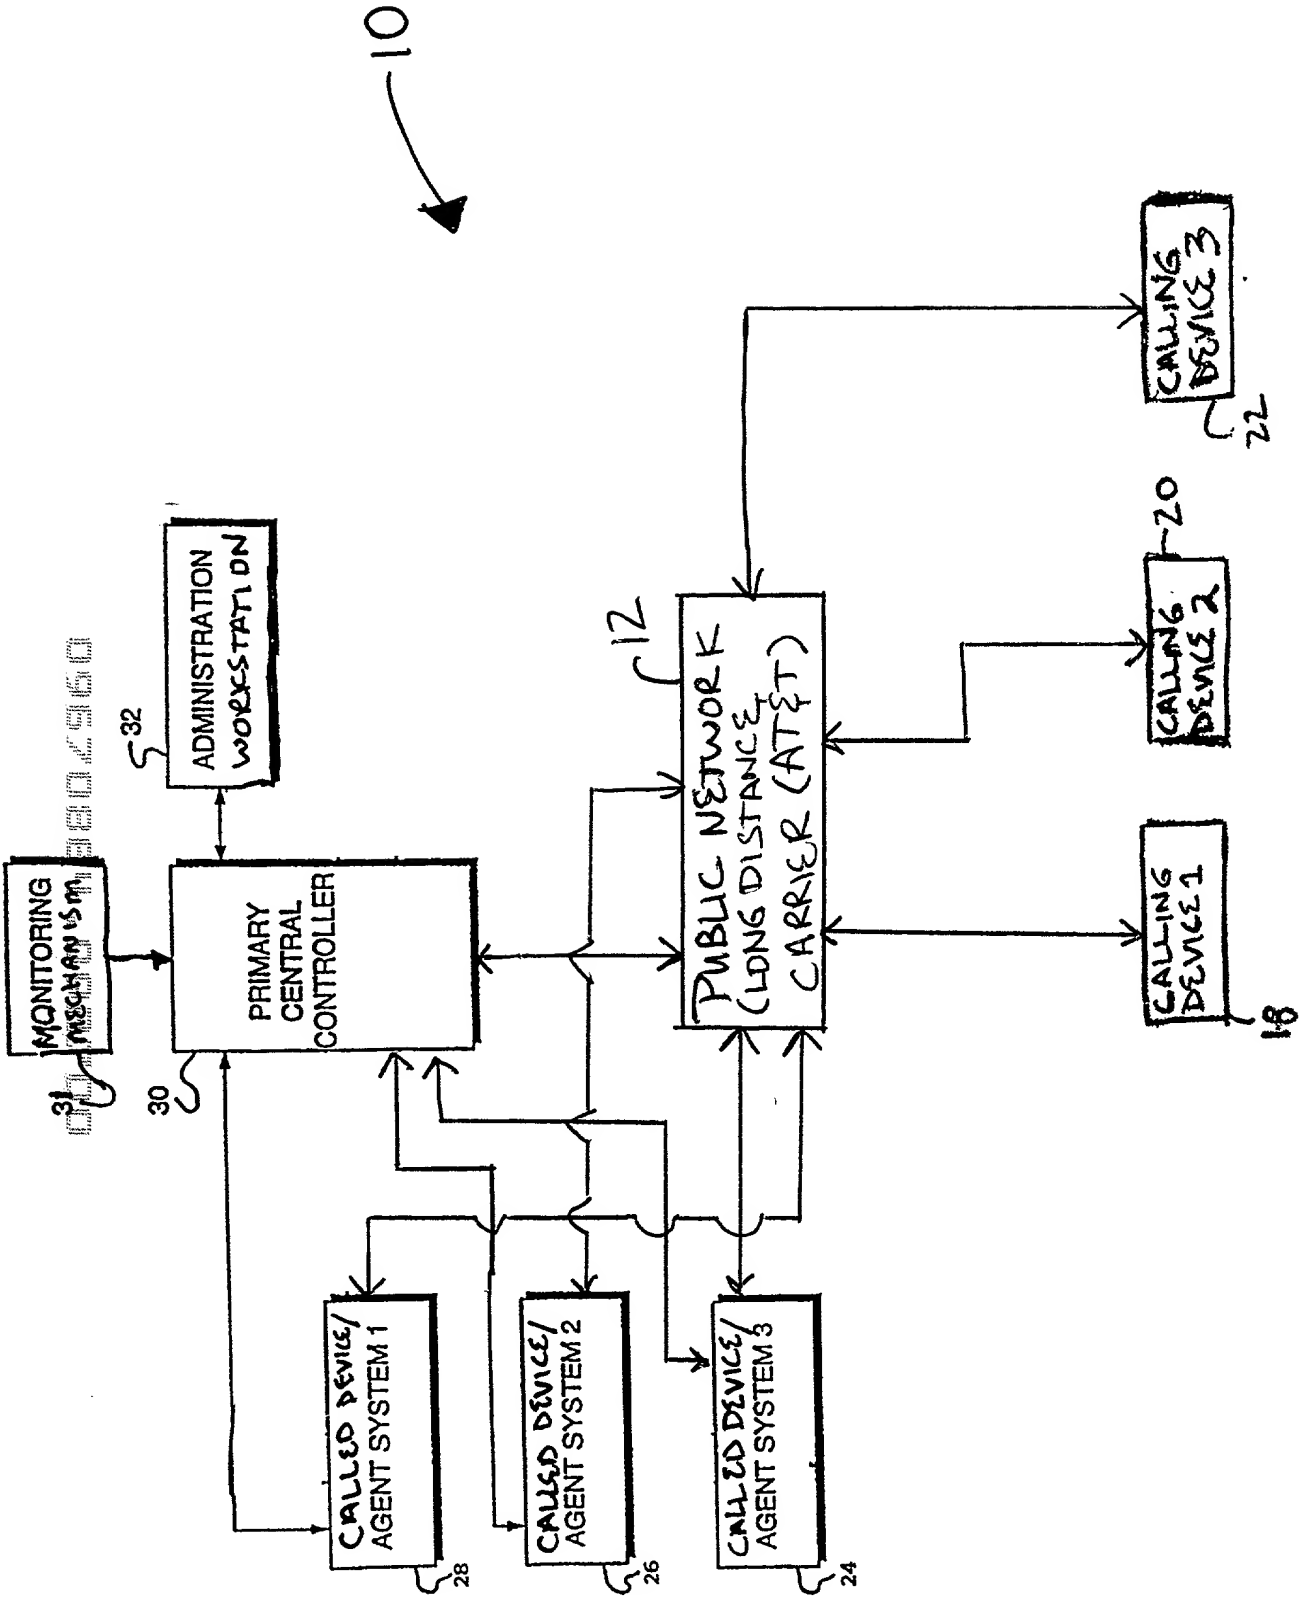 10
MONITORING
MECHANISM
31
32
ADMINISTRATION
WORKSTATION
30
PRIMARY
CENTRAL
CONTROLLER
CALLED DEVICE/
AGENT SYSTEM 1
28
CALLED DEVICE/
AGENT SYSTEM 2
26
CALLED DEVICE/
AGENT SYSTEM 3
24
12
PUBLIC NETWORK
(LONG DISTANCE
CARRIER (AT&T)
CALLING
DEVICE 1
18
CALLING
DEVICE 2
20
CALLING
DEVICE 3
22